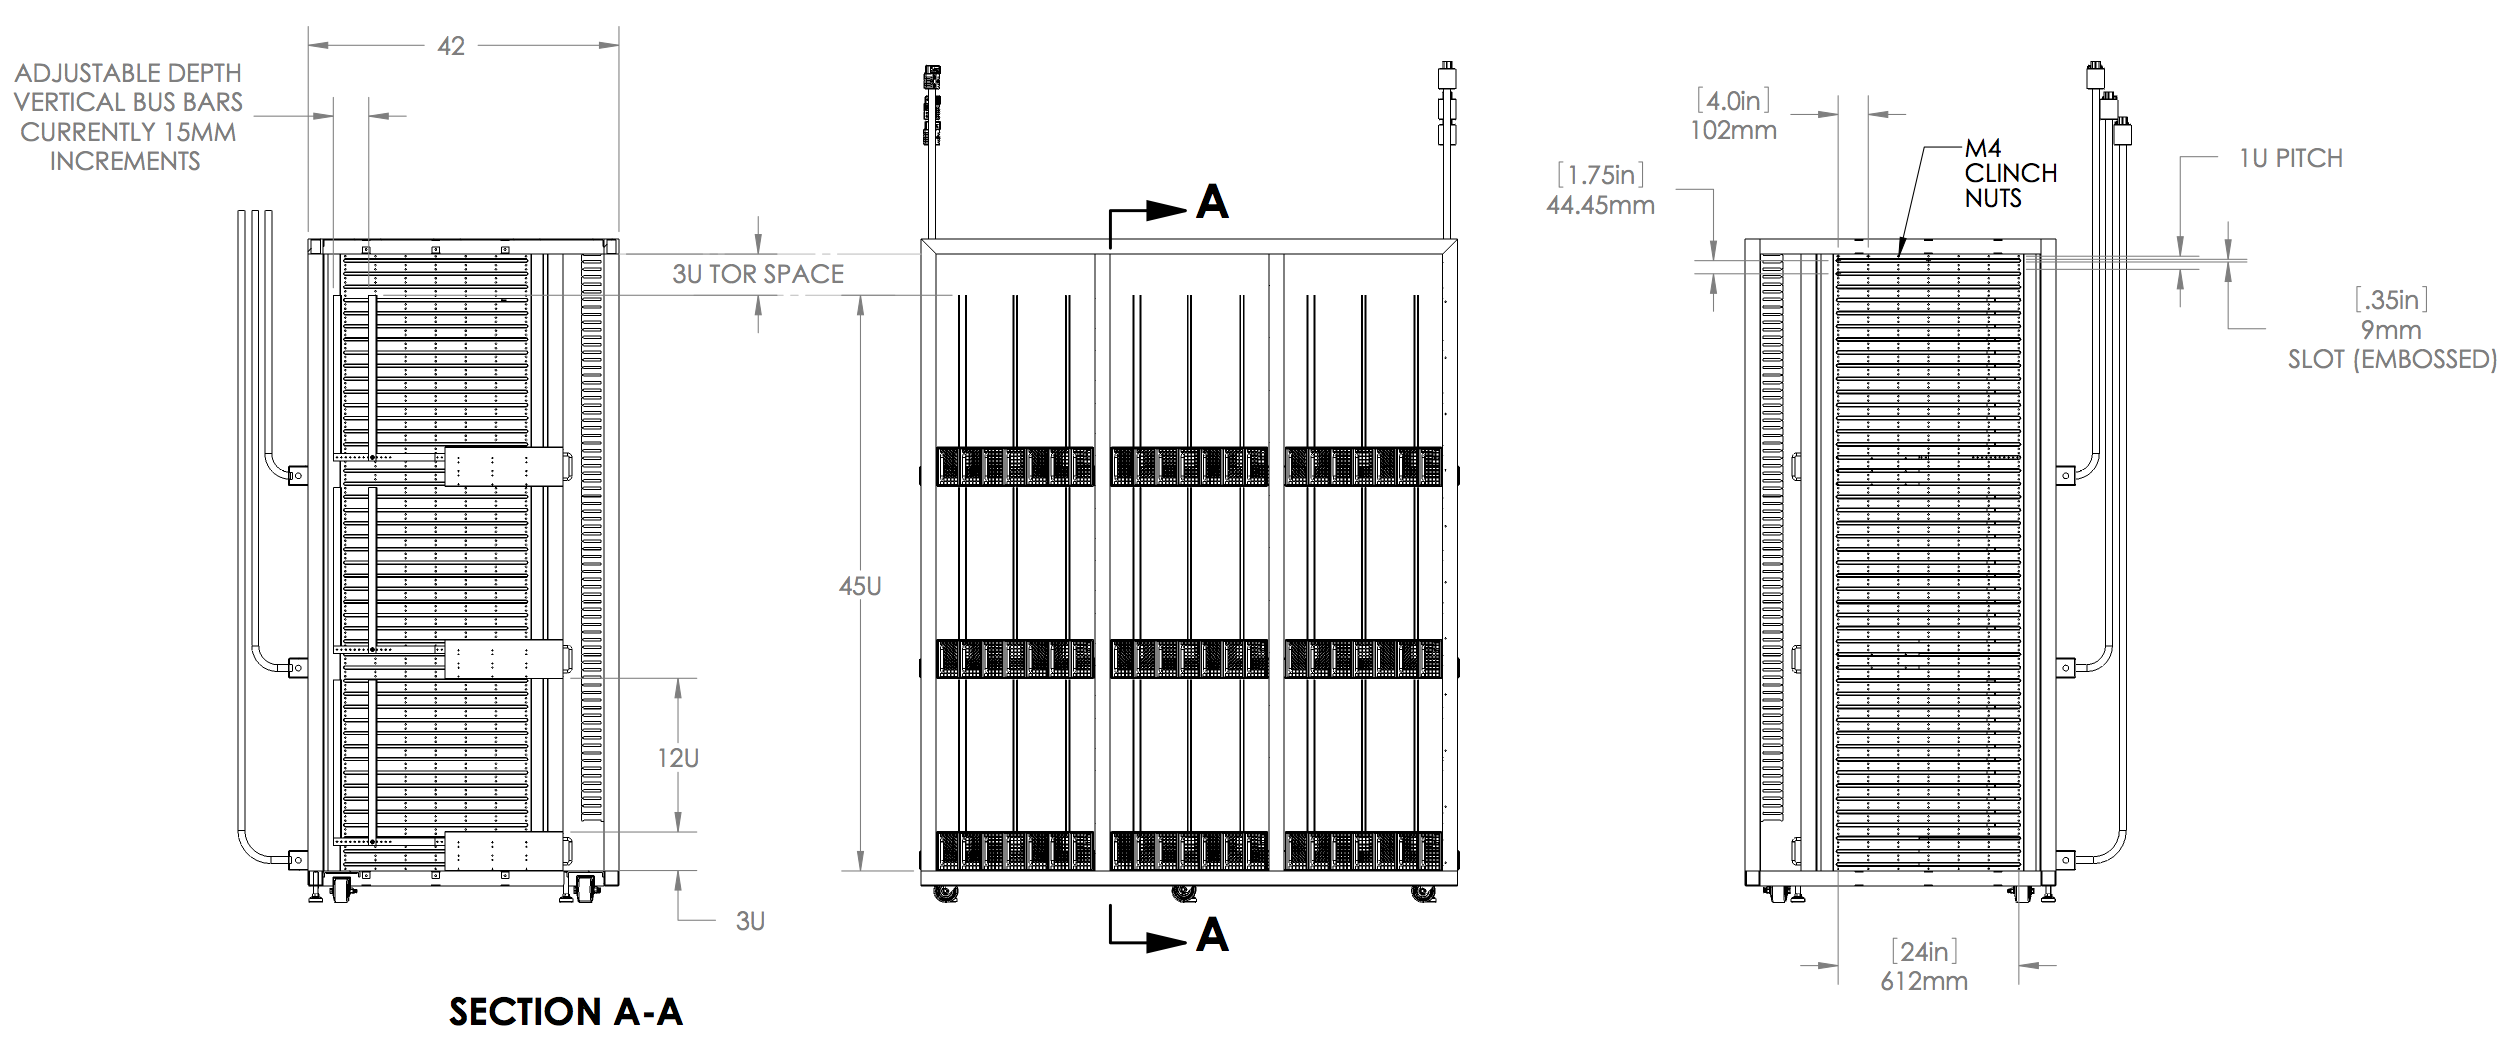 42
ADJUSTABLE DEPTH
VERTICAL BUS BARS
CURRENTLY 15MM
INCREMENTS
3U TOR SPACE
45U
12U
3U
SECTION A-A
A
A
[4.0in]
102mm
[1.75in]
44.45mm
M4
CLINCH
NUTS
1U PITCH
[.35in]
9mm
SLOT (EMBOSSED)
[24in]
612mm